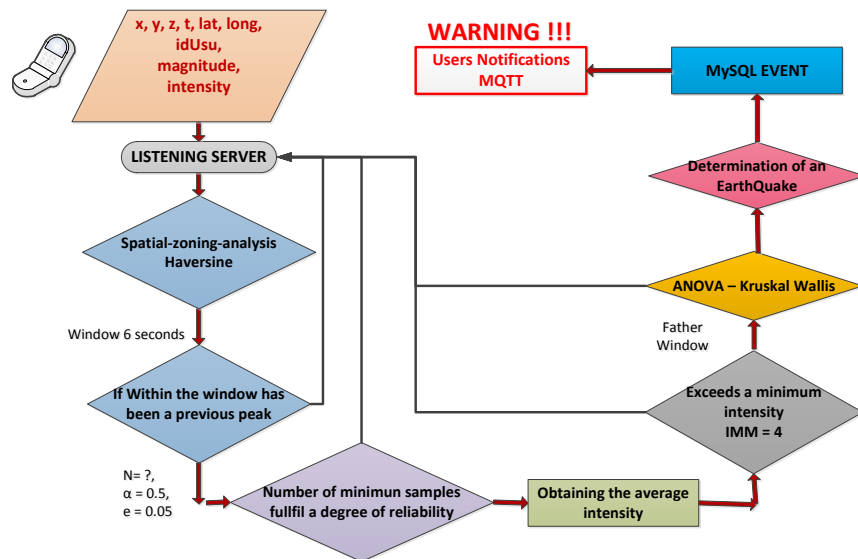 x, y, z, t, lat, long,
idUsu,
magnitude,
intensity
LISTENING SERVER
Spatial-zoning-analysis
Haversine
Window 6 seconds
If Within the window has
been a previous peak
N= ?,
α = 0.5,
e = 0.05
Number of minimun samples
fullfil a degree of reliability
Obtaining the average
intensity
Exceeds a minimum
intensity
IMM = 4
Father
Window
ANOVA – Kruskal Wallis
Determination of an
EarthQuake
MySQL EVENT
WARNING !!!
Users Notifications
MQTT